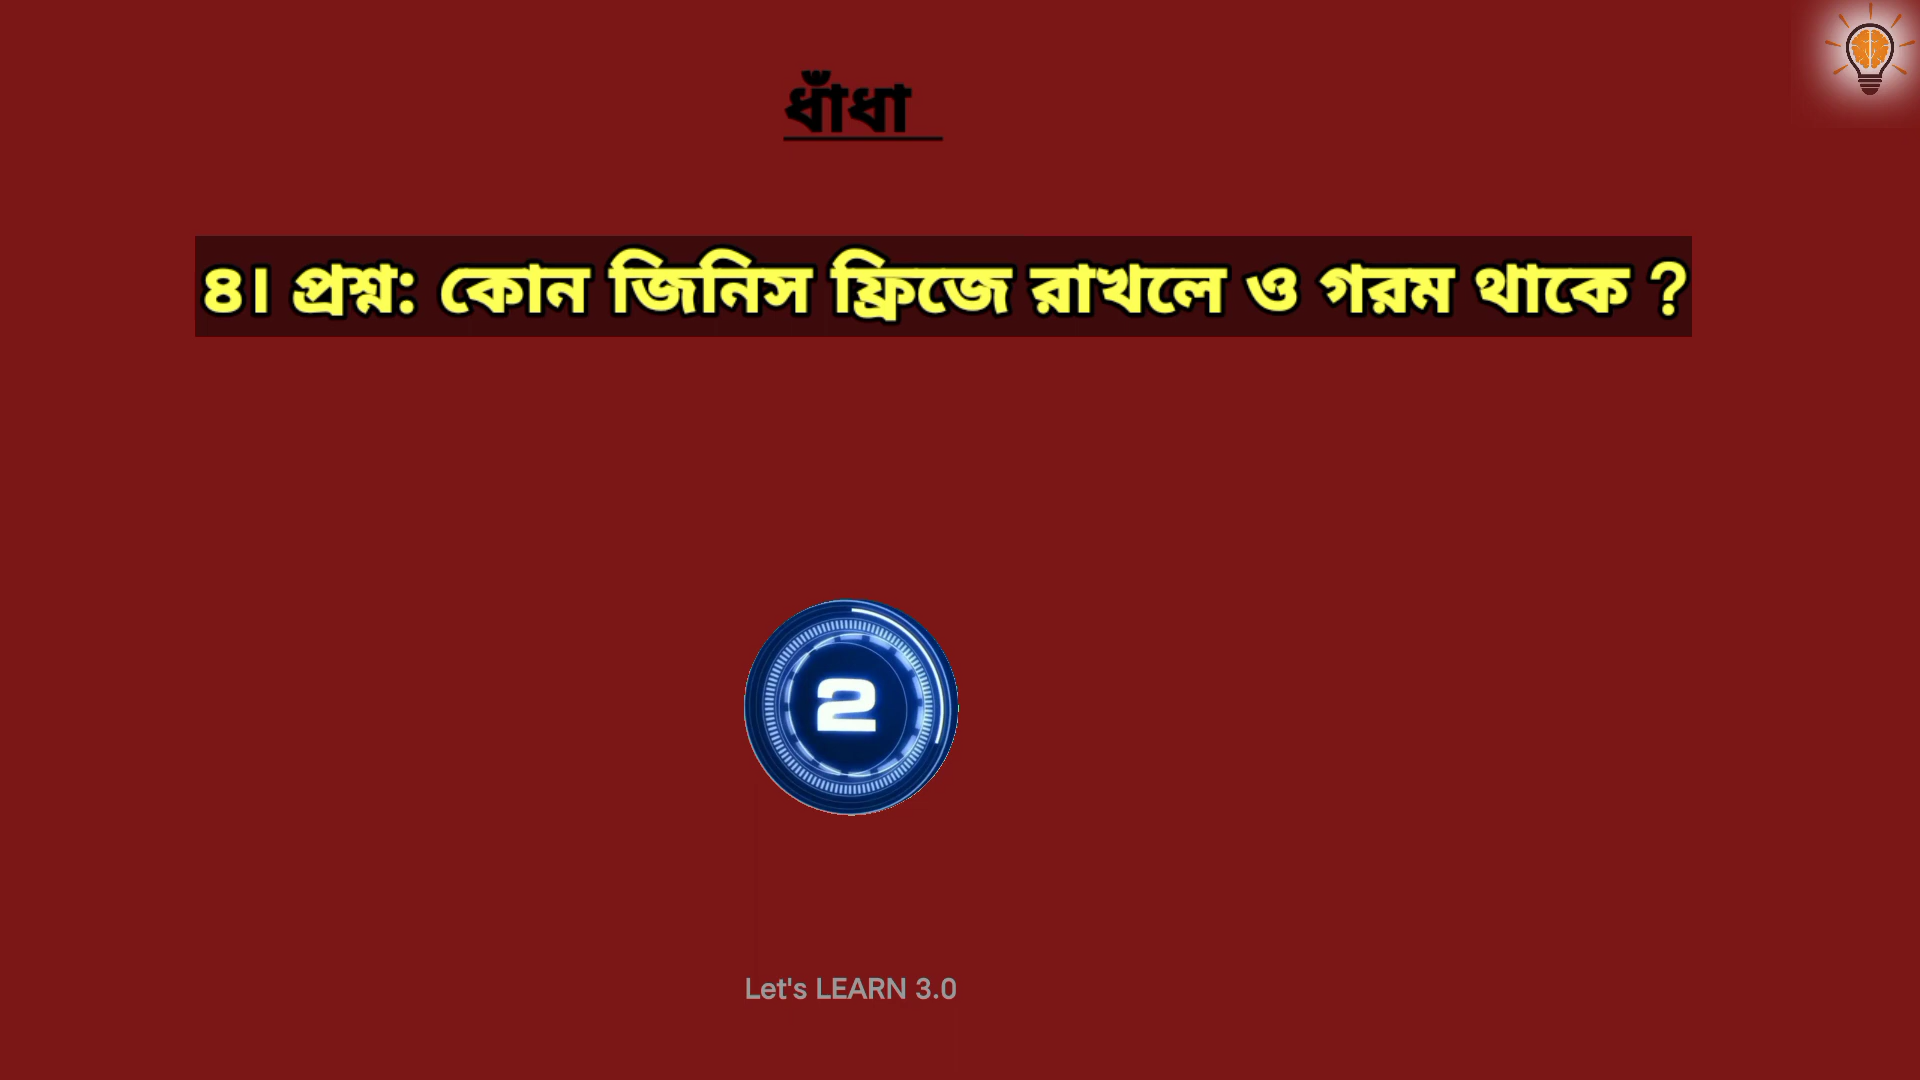 ধাঁধা
৪। প্রশ্ন: কোন জিনিস ফ্রিজে রাখলে ও গরম থাকে ?
2
Let's LEARN 3.0